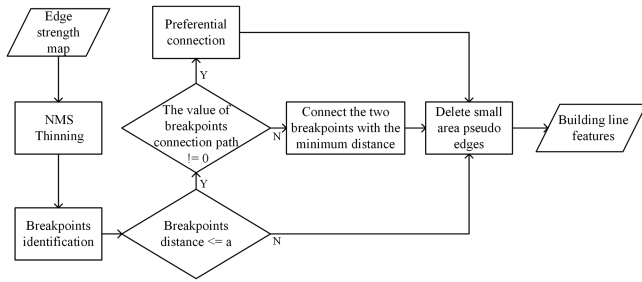 Edge
strength
map
NMS
Thinning
Breakpoints
identification
Breakpoints
distance <= a
Y
N
The value of
breakpoints
connection path
!= 0
Y
N
Preferential
connection
Connect the two
breakpoints with the
minimum distance
Delete small
area pseudo
edges
Building line
features